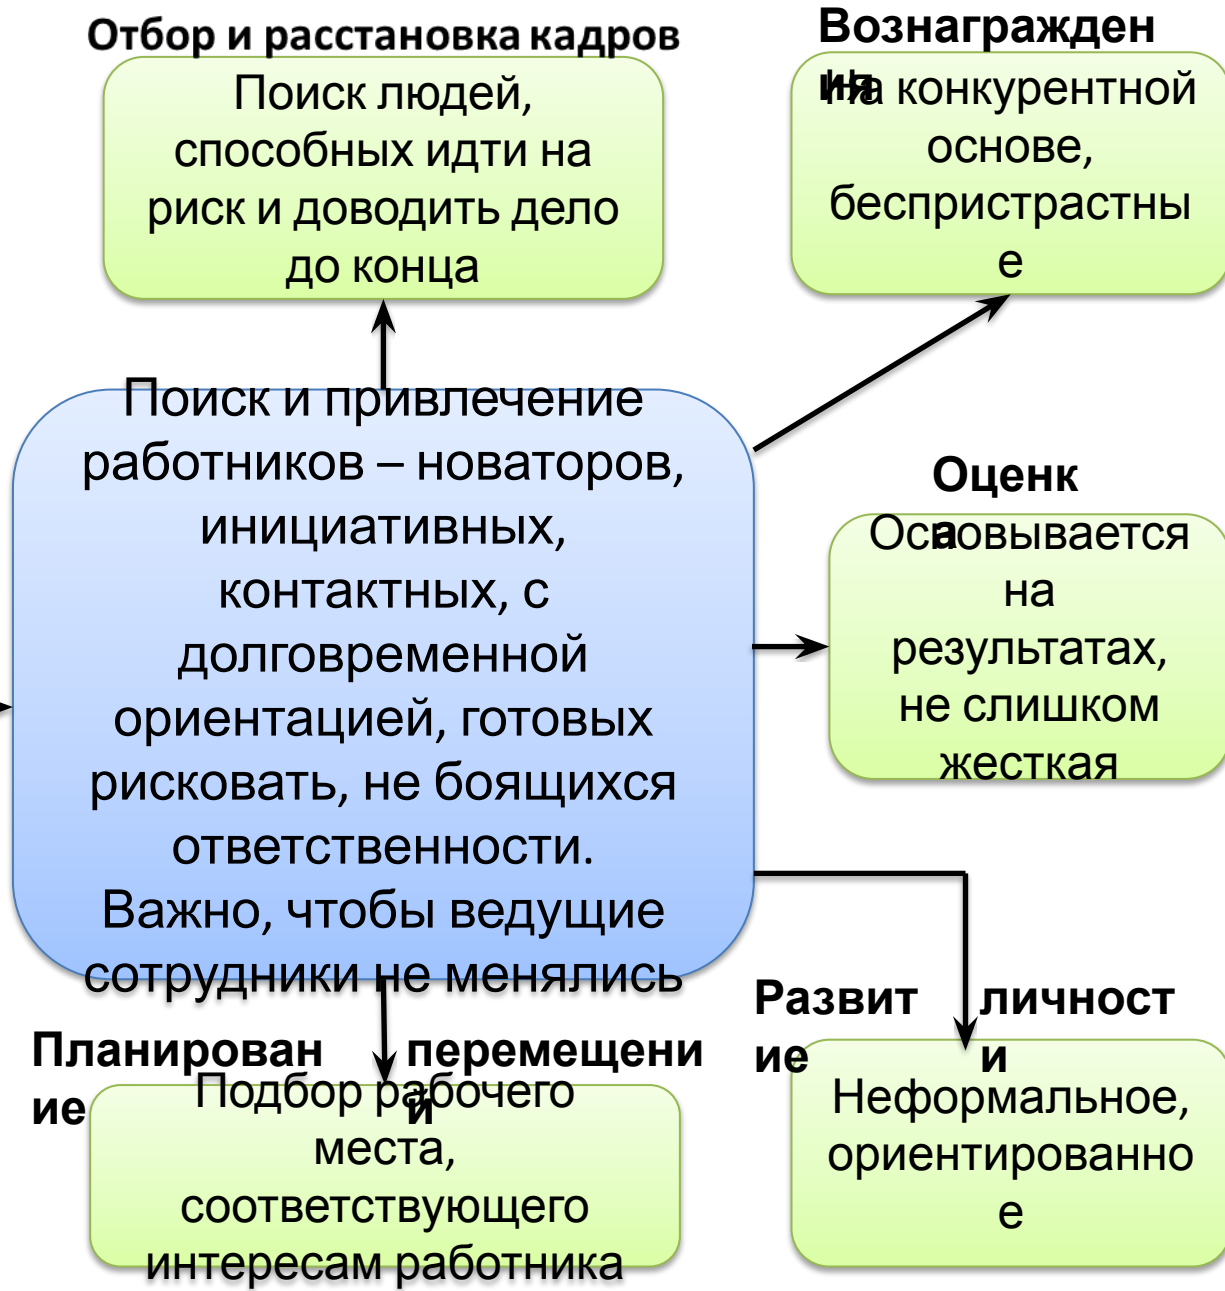 Отбор и расстановка кадров
Поиск людей,
способных идти на
риск и доводить дело
до конца
Вознагражден
ия
На конкурентной
основе,
беспристрастны
е
Поиск и привлечение
работников – новаторов,
инициативных,
контактных, с
долговременной
ориентацией, готовых
рисковать, не боящихся
ответственности.
Важно, чтобы ведущие
сотрудники не менялись
Оценк
а
Основывается
на
результатах,
не слишком
жесткая
Планирован
ие
перемещени
й
Подбор рабочего
места,
соответствующего
интересам работника
Развит
ие
личност
и
Неформальное,
ориентированно
е